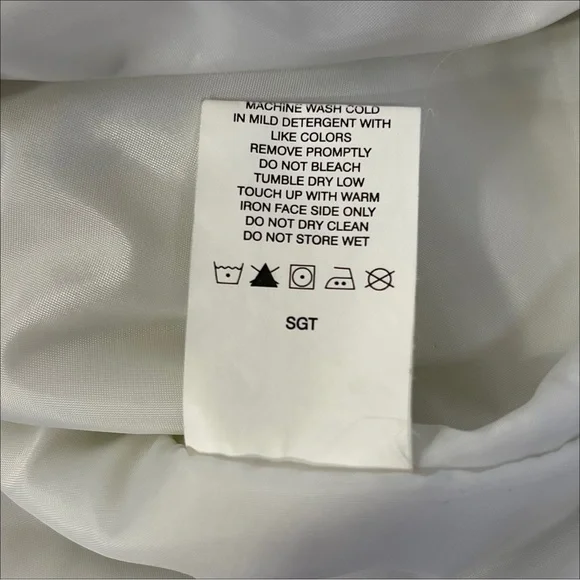 MACHINE WASH COLD
IN MILD DETERGENT WITH
LIKE COLORS
REMOVE PROMPTLY
DO NOT BLEACH
TUMBLE DRY LOW
TOUCH UP WITH WARM
IRON FACE SIDE ONLY
DO NOT DRY CLEAN
DO NOT STORE WET
SGT